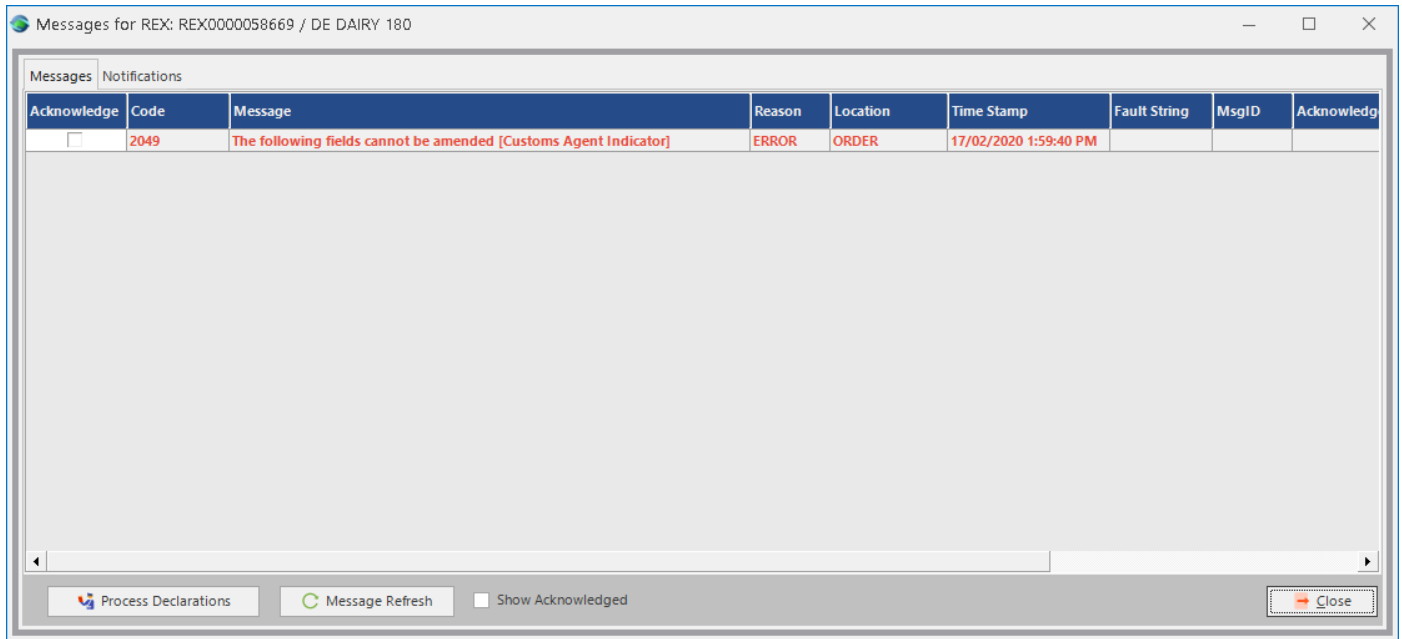 Messages for REX: REX0000058669 / DE DAIRY 180
Messages Notifications
Acknowledge Code Message Reason Location Time Stamp Fault String MsgID Acknowledg
2049 The following fields cannot be amended [Customs Agent Indicator] ERROR ORDER 17/02/2020 1:59:40 PM
Process Declarations Message Refresh Show Acknowledged Close